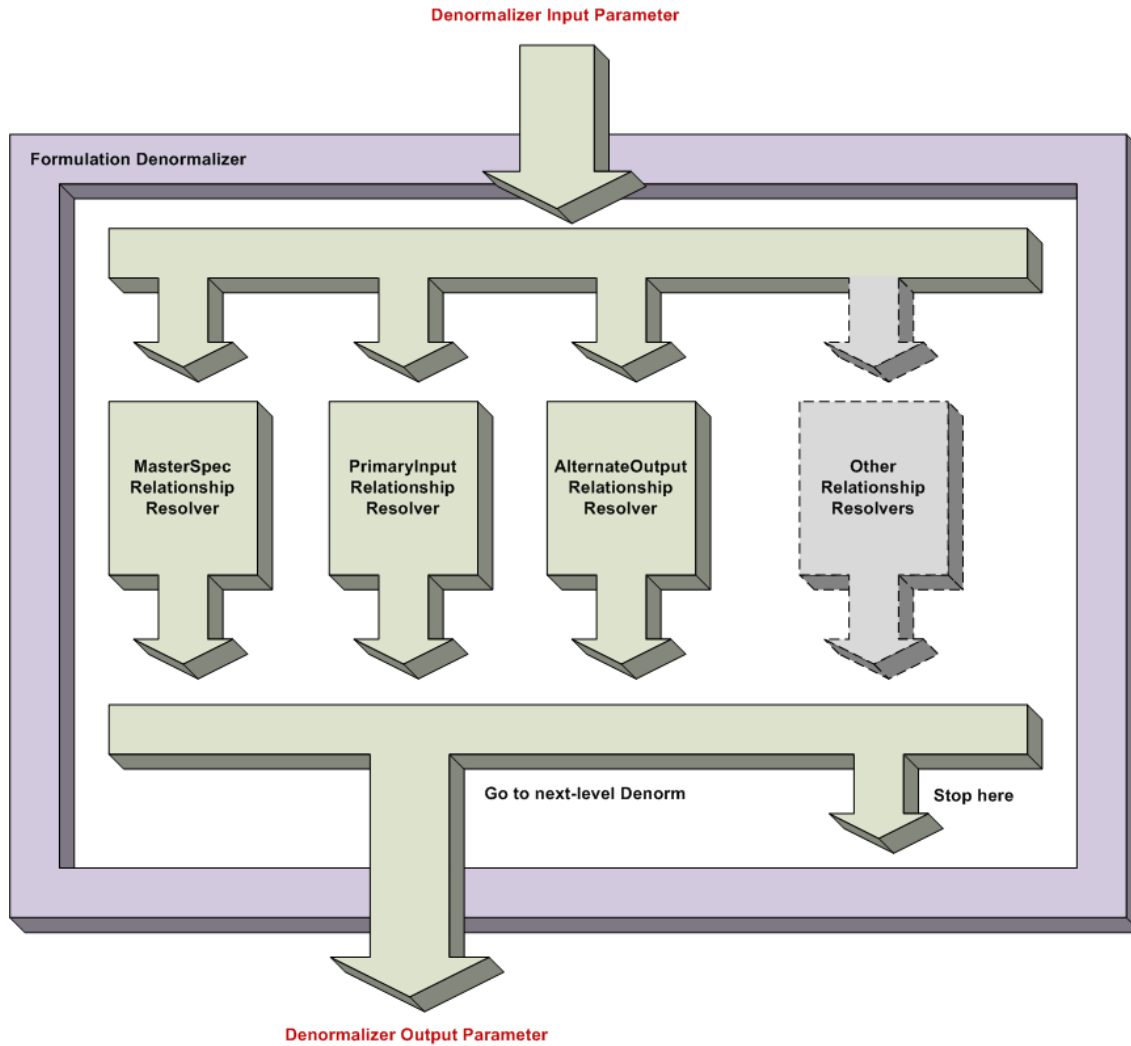 Denormalizer Input Parameter
Formulation Denormalizer
MasterSpec
Relationship
Resolver
PrimaryInput
Relationship
Resolver
AlternateOutput
Relationship
Resolver
Other
Relationship
Resolvers
Go to next-level Denorm
Stop here
Denormalizer Output Parameter